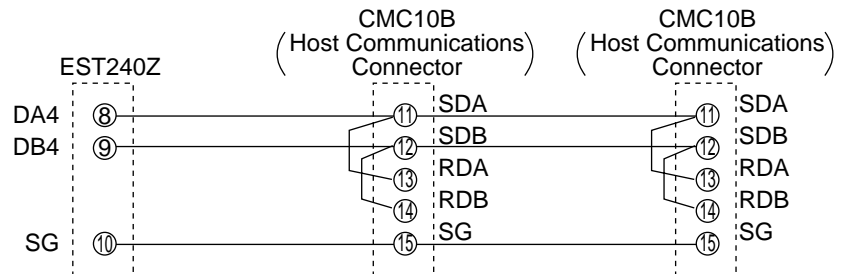 CMC10B
(Host Communications)
Connector
CMC10B
(Host Communications)
Connector
EST240Z
DA4 ⑧ ⑪ SDA ⑪ SDA
DB4 ⑨ ⑫ SDB ⑫ SDB
⑬ RDA ⑬ RDA
⑭ RDB ⑭ RDB
SG ⑩ ⑮ SG ⑮ SG